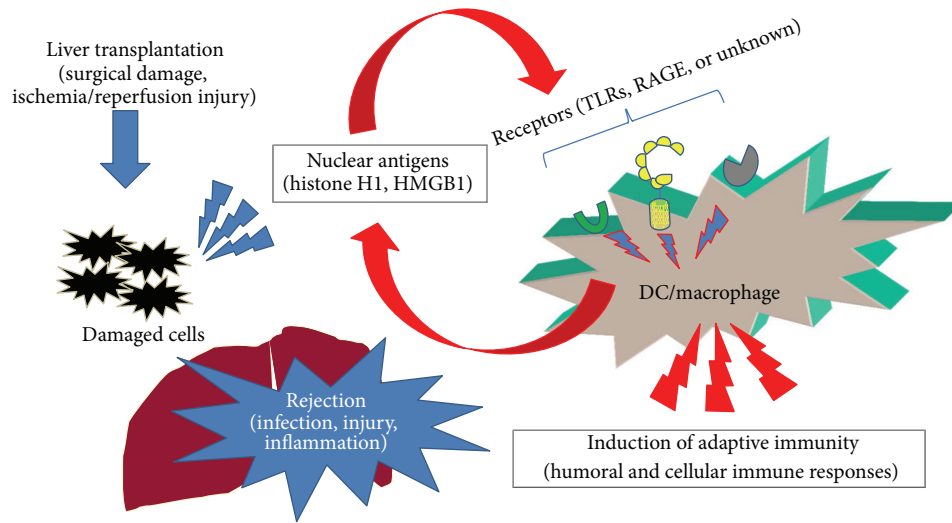 Liver transplantation
(surgical damage,
ischemia/reperfusion injury)
Receptors (TLRs, RAGE, or unknown)
Nuclear antigens
(histone H1, HMGB1)
DC/macrophage
Damaged cells
Rejection
(infection, injury,
inflammation)
Induction of adaptive immunity
(humoral and cellular immune responses)